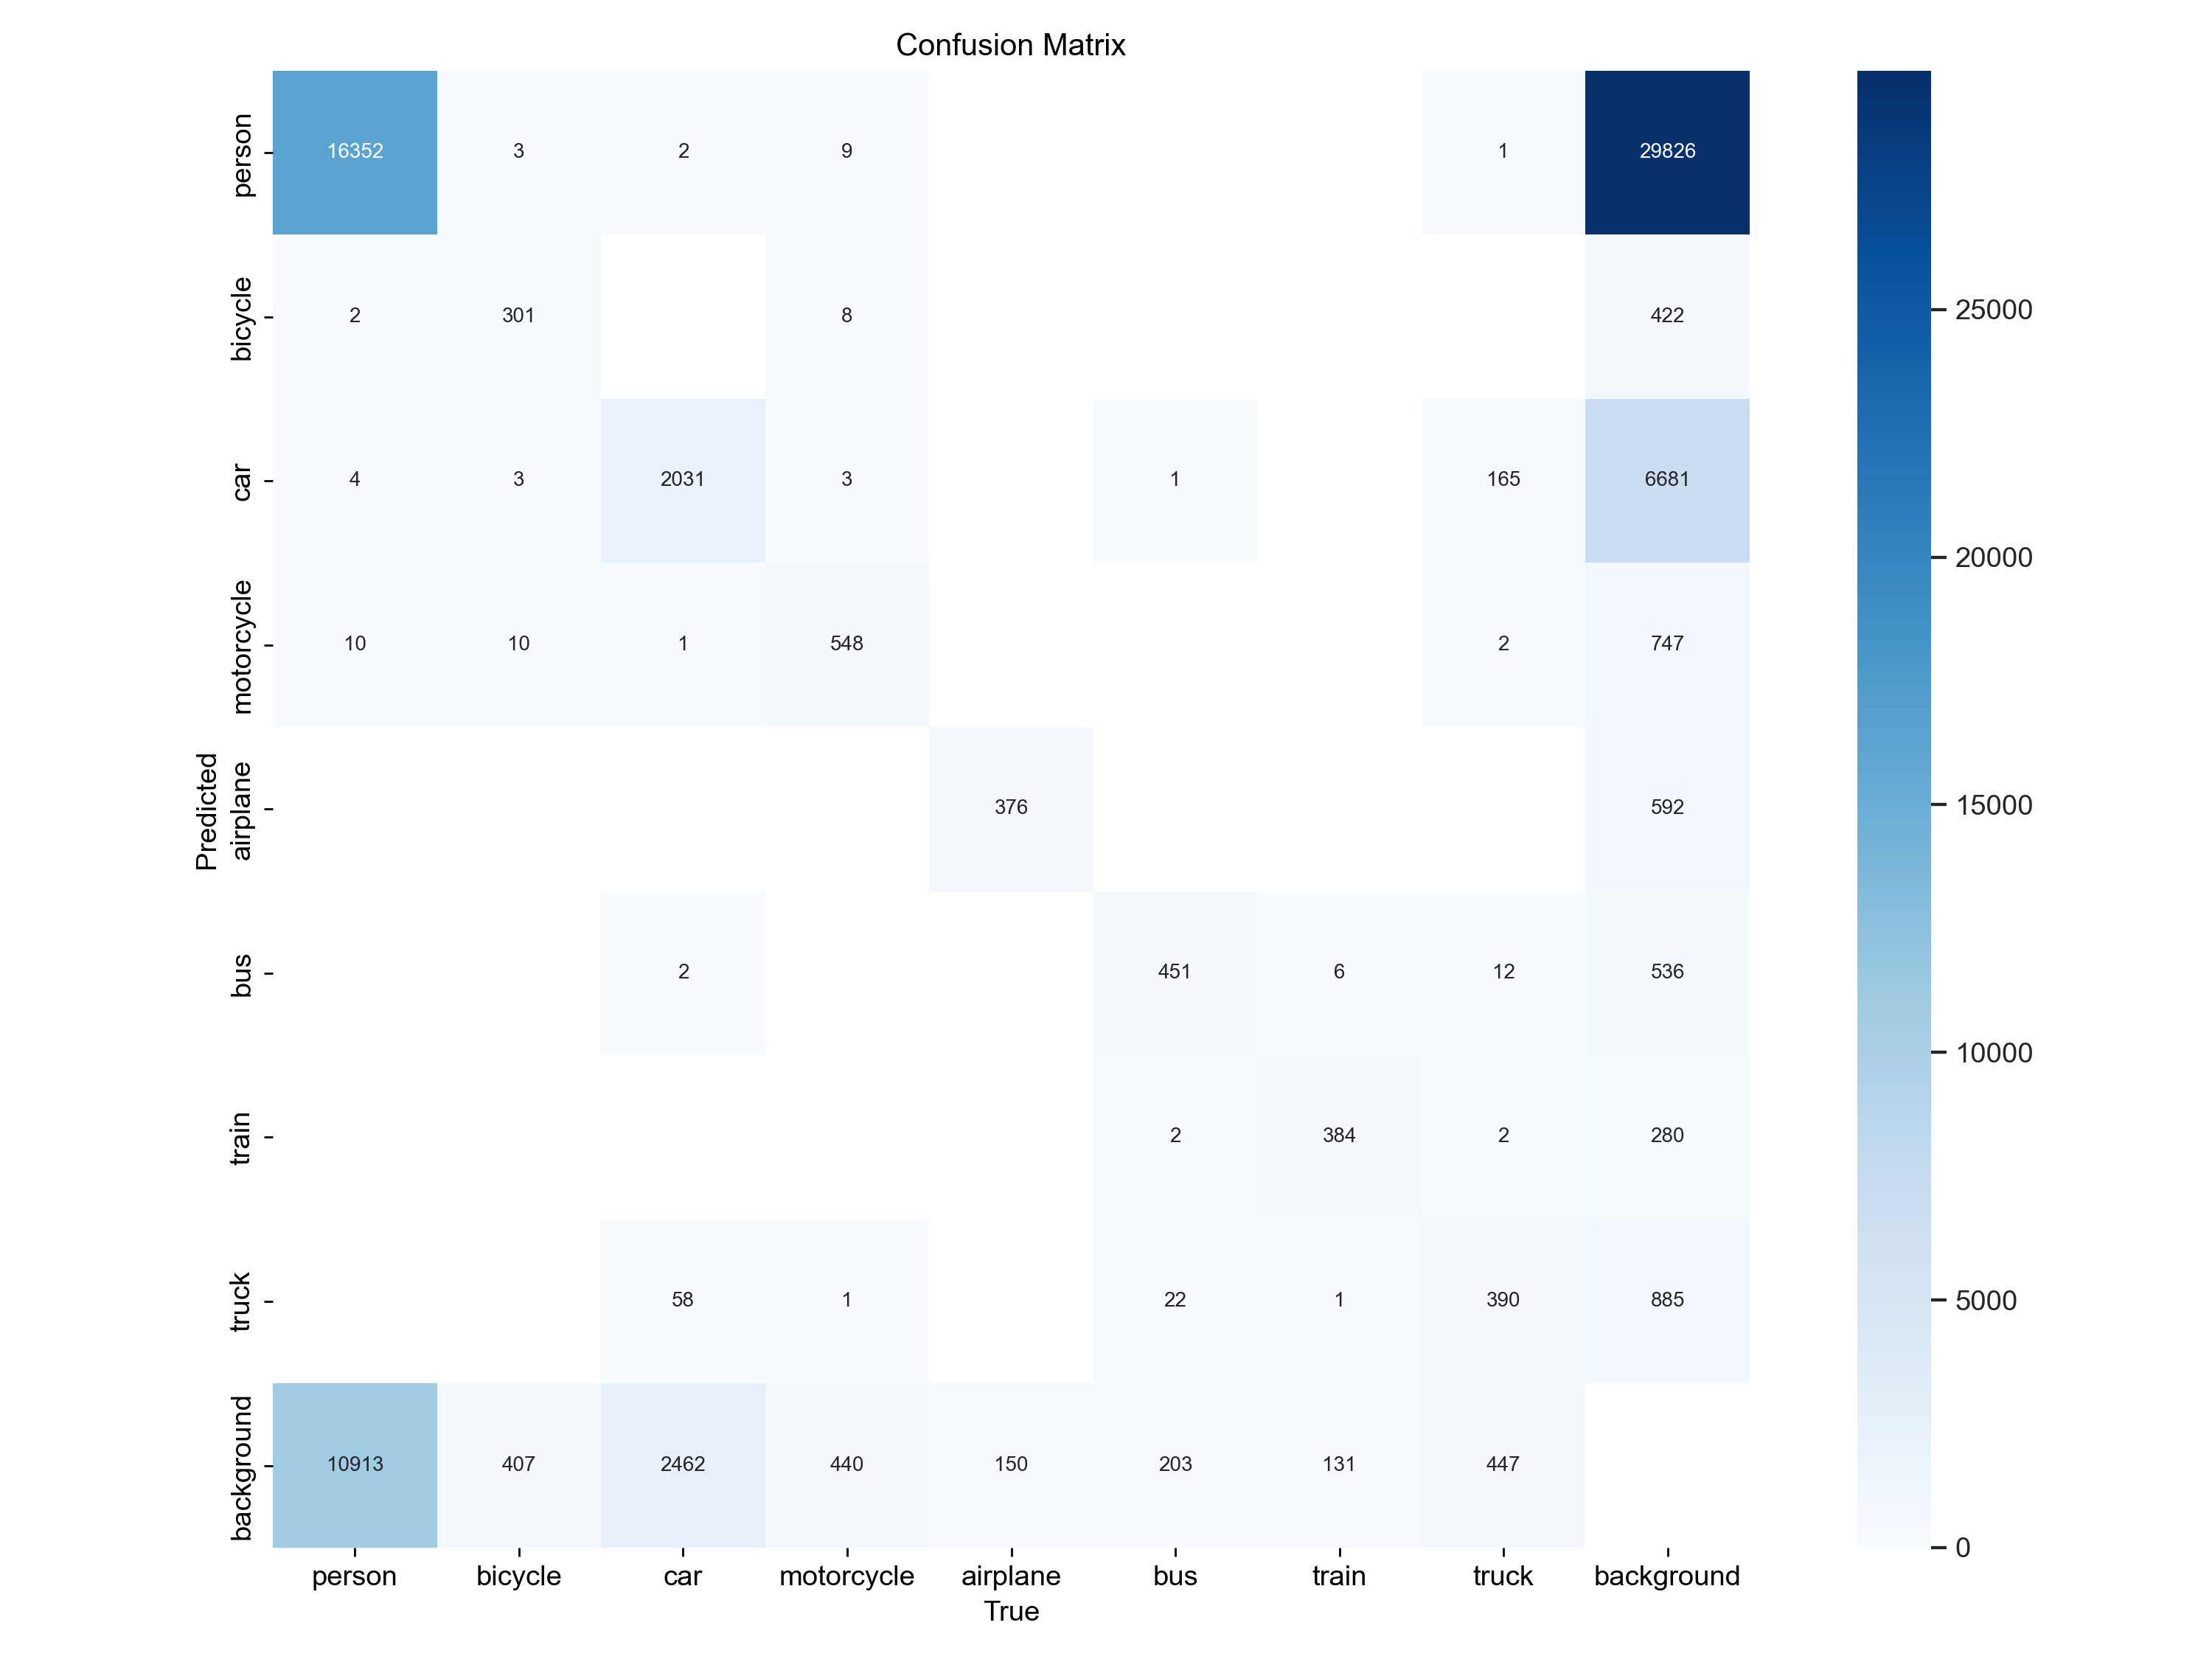 Confusion Matrix
person 16352 3 2 9 1 29826
bicycle 2 301 8 422
car 4 3 2031 3 1 165 6681
motorcycle 10 10 1 548 2 747
airplane 376 592
bus 2 451 6 12 536
train 2 384 2 280
truck 58 1 22 1 390 885
background 10913 407 2462 440 150 203 131 447
Predicted
person bicycle car motorcycle airplane bus train truck background
True
25000
20000
15000
10000
5000
0